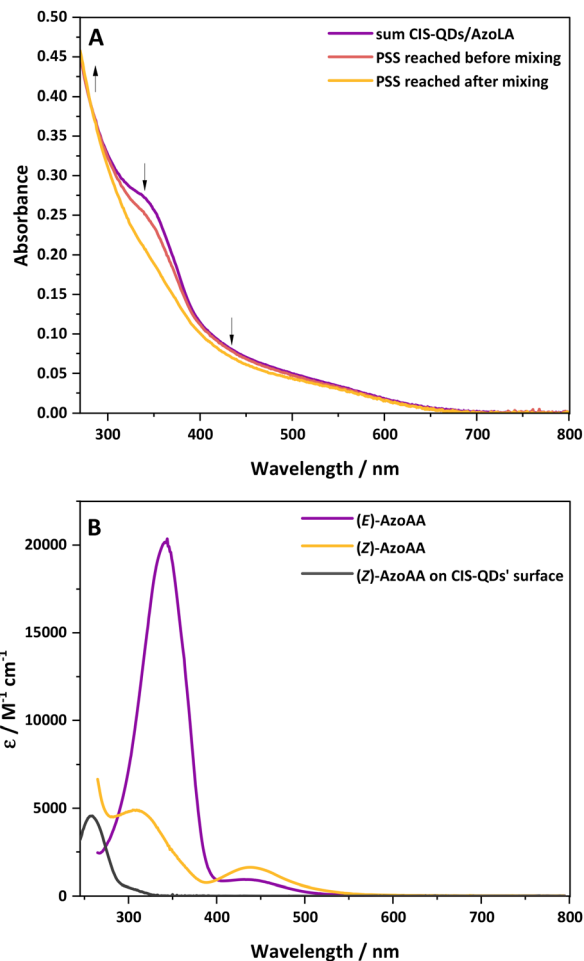 A
sum CIS-QDs/AzoLA
PSS reached before mixing
PSS reached after mixing
0.45
0.40
0.35
0.30
0.25
0.20
0.15
0.10
0.05
0.00
Absorbance
300 400 500 600 700 800
Wavelength / nm
B
(E)-AzoAA
(Z)-AzoAA
(Z)-AzoAA on CIS-QDs' surface
20000
15000
10000
5000
0
ε / M⁻¹ cm⁻¹
300 400 500 600 700 800
Wavelength / nm